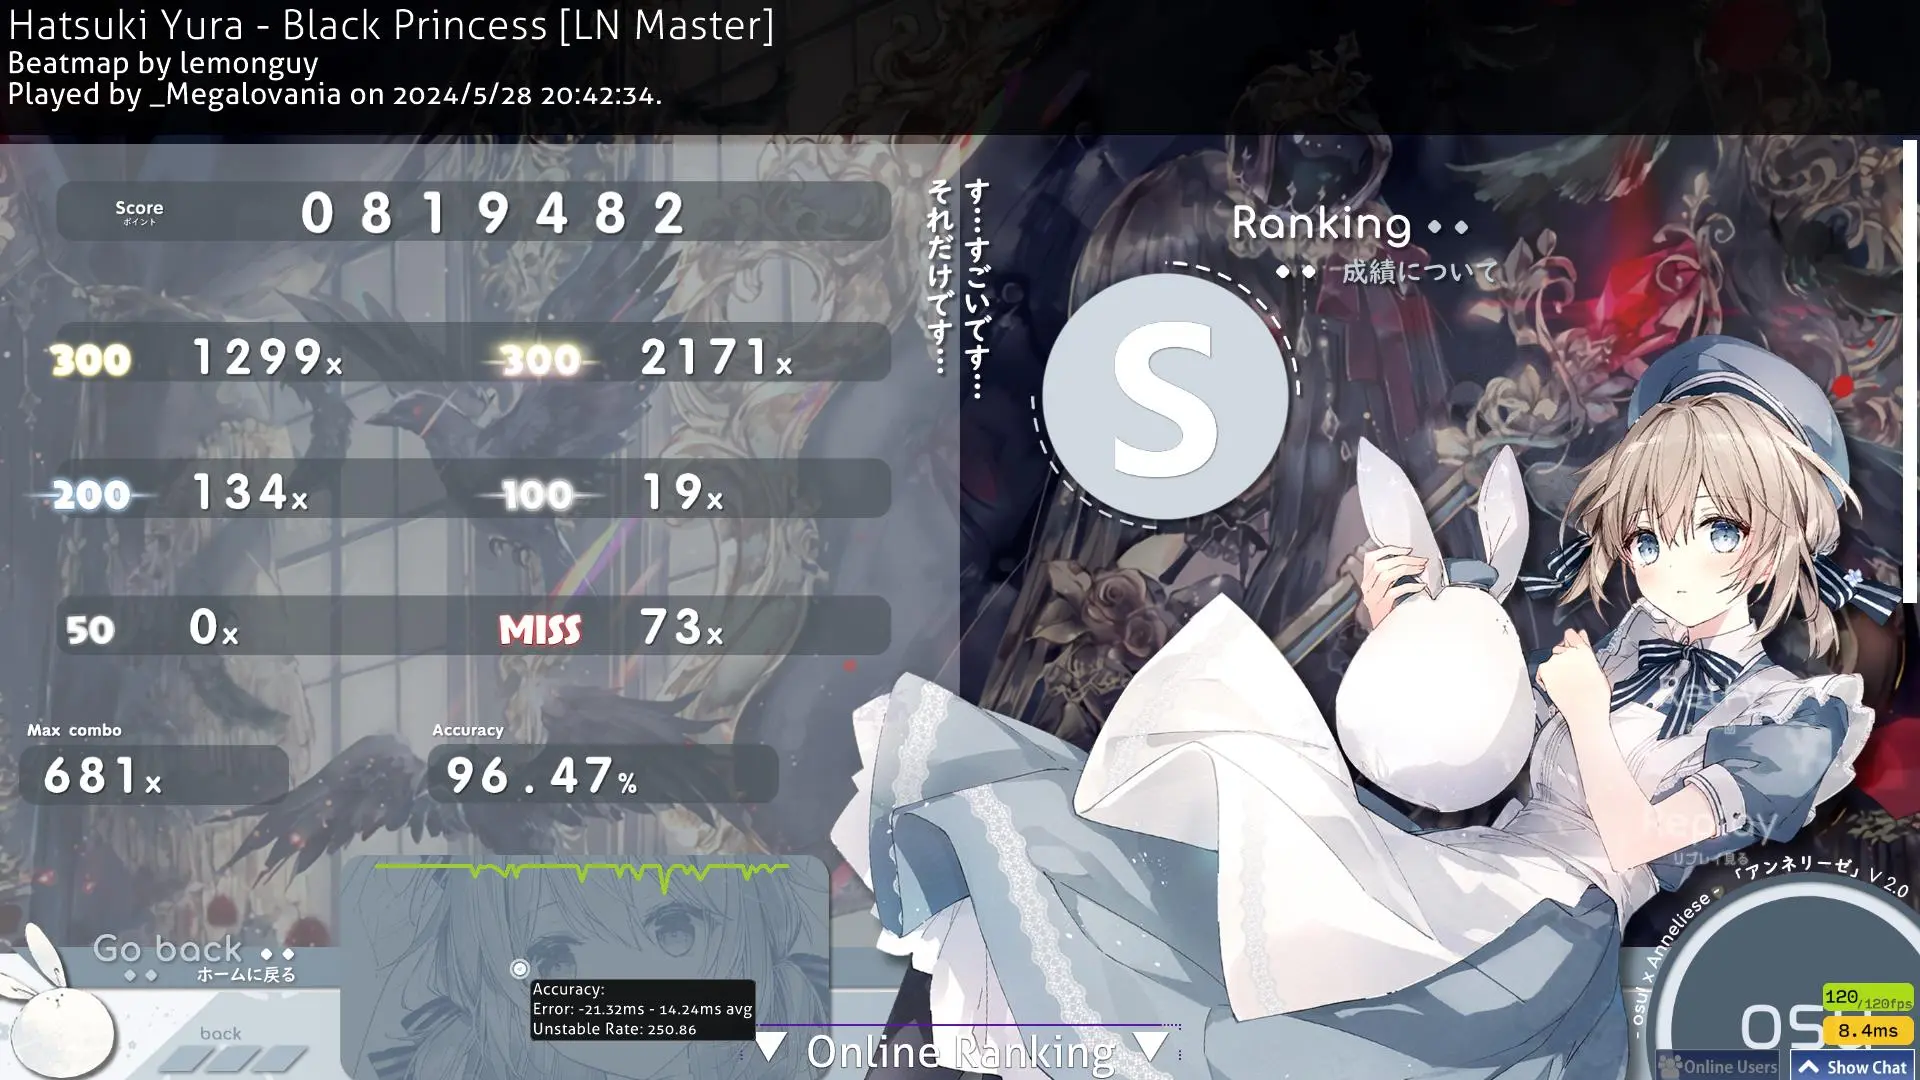 Hatsuki Yura - Black Princess [LN Master]
Beatmap by lemonguy
Played by _Megalovania on 2024/5/28 20:42:34.
Score
ポイント
0819482
300 1299x 300 2171x
200 134x 100 19x
50 0x MISS 73x
Max combo
681x
Accuracy
96.47%
す…すごいです…
それだけです…
Ranking
成績について
S
Replay
リプレイ見る
- osu! x Anneliese - 「アンネリーゼ」 V 2.0
Go back
ホームに戻る
back
Accuracy:
Error: -21.32ms - 14.24ms avg
Unstable Rate: 250.86
Online Ranking
120/120fps
8.4ms
Online Users
Show Chat